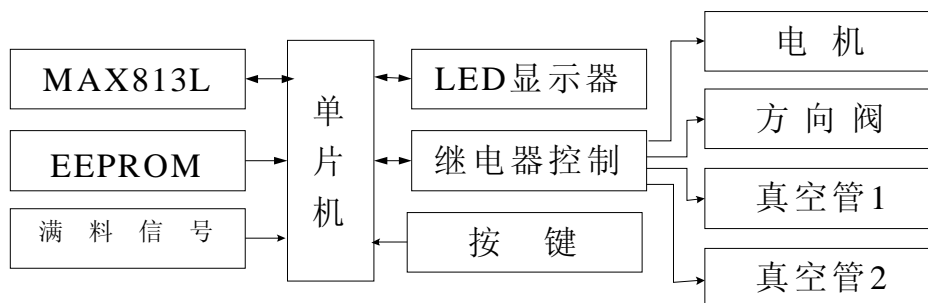 MAX813L
EEPROM
满料信号
单片机
LED显示器
继电器控制
按键
电机
方向阀
真空管1
真空管2